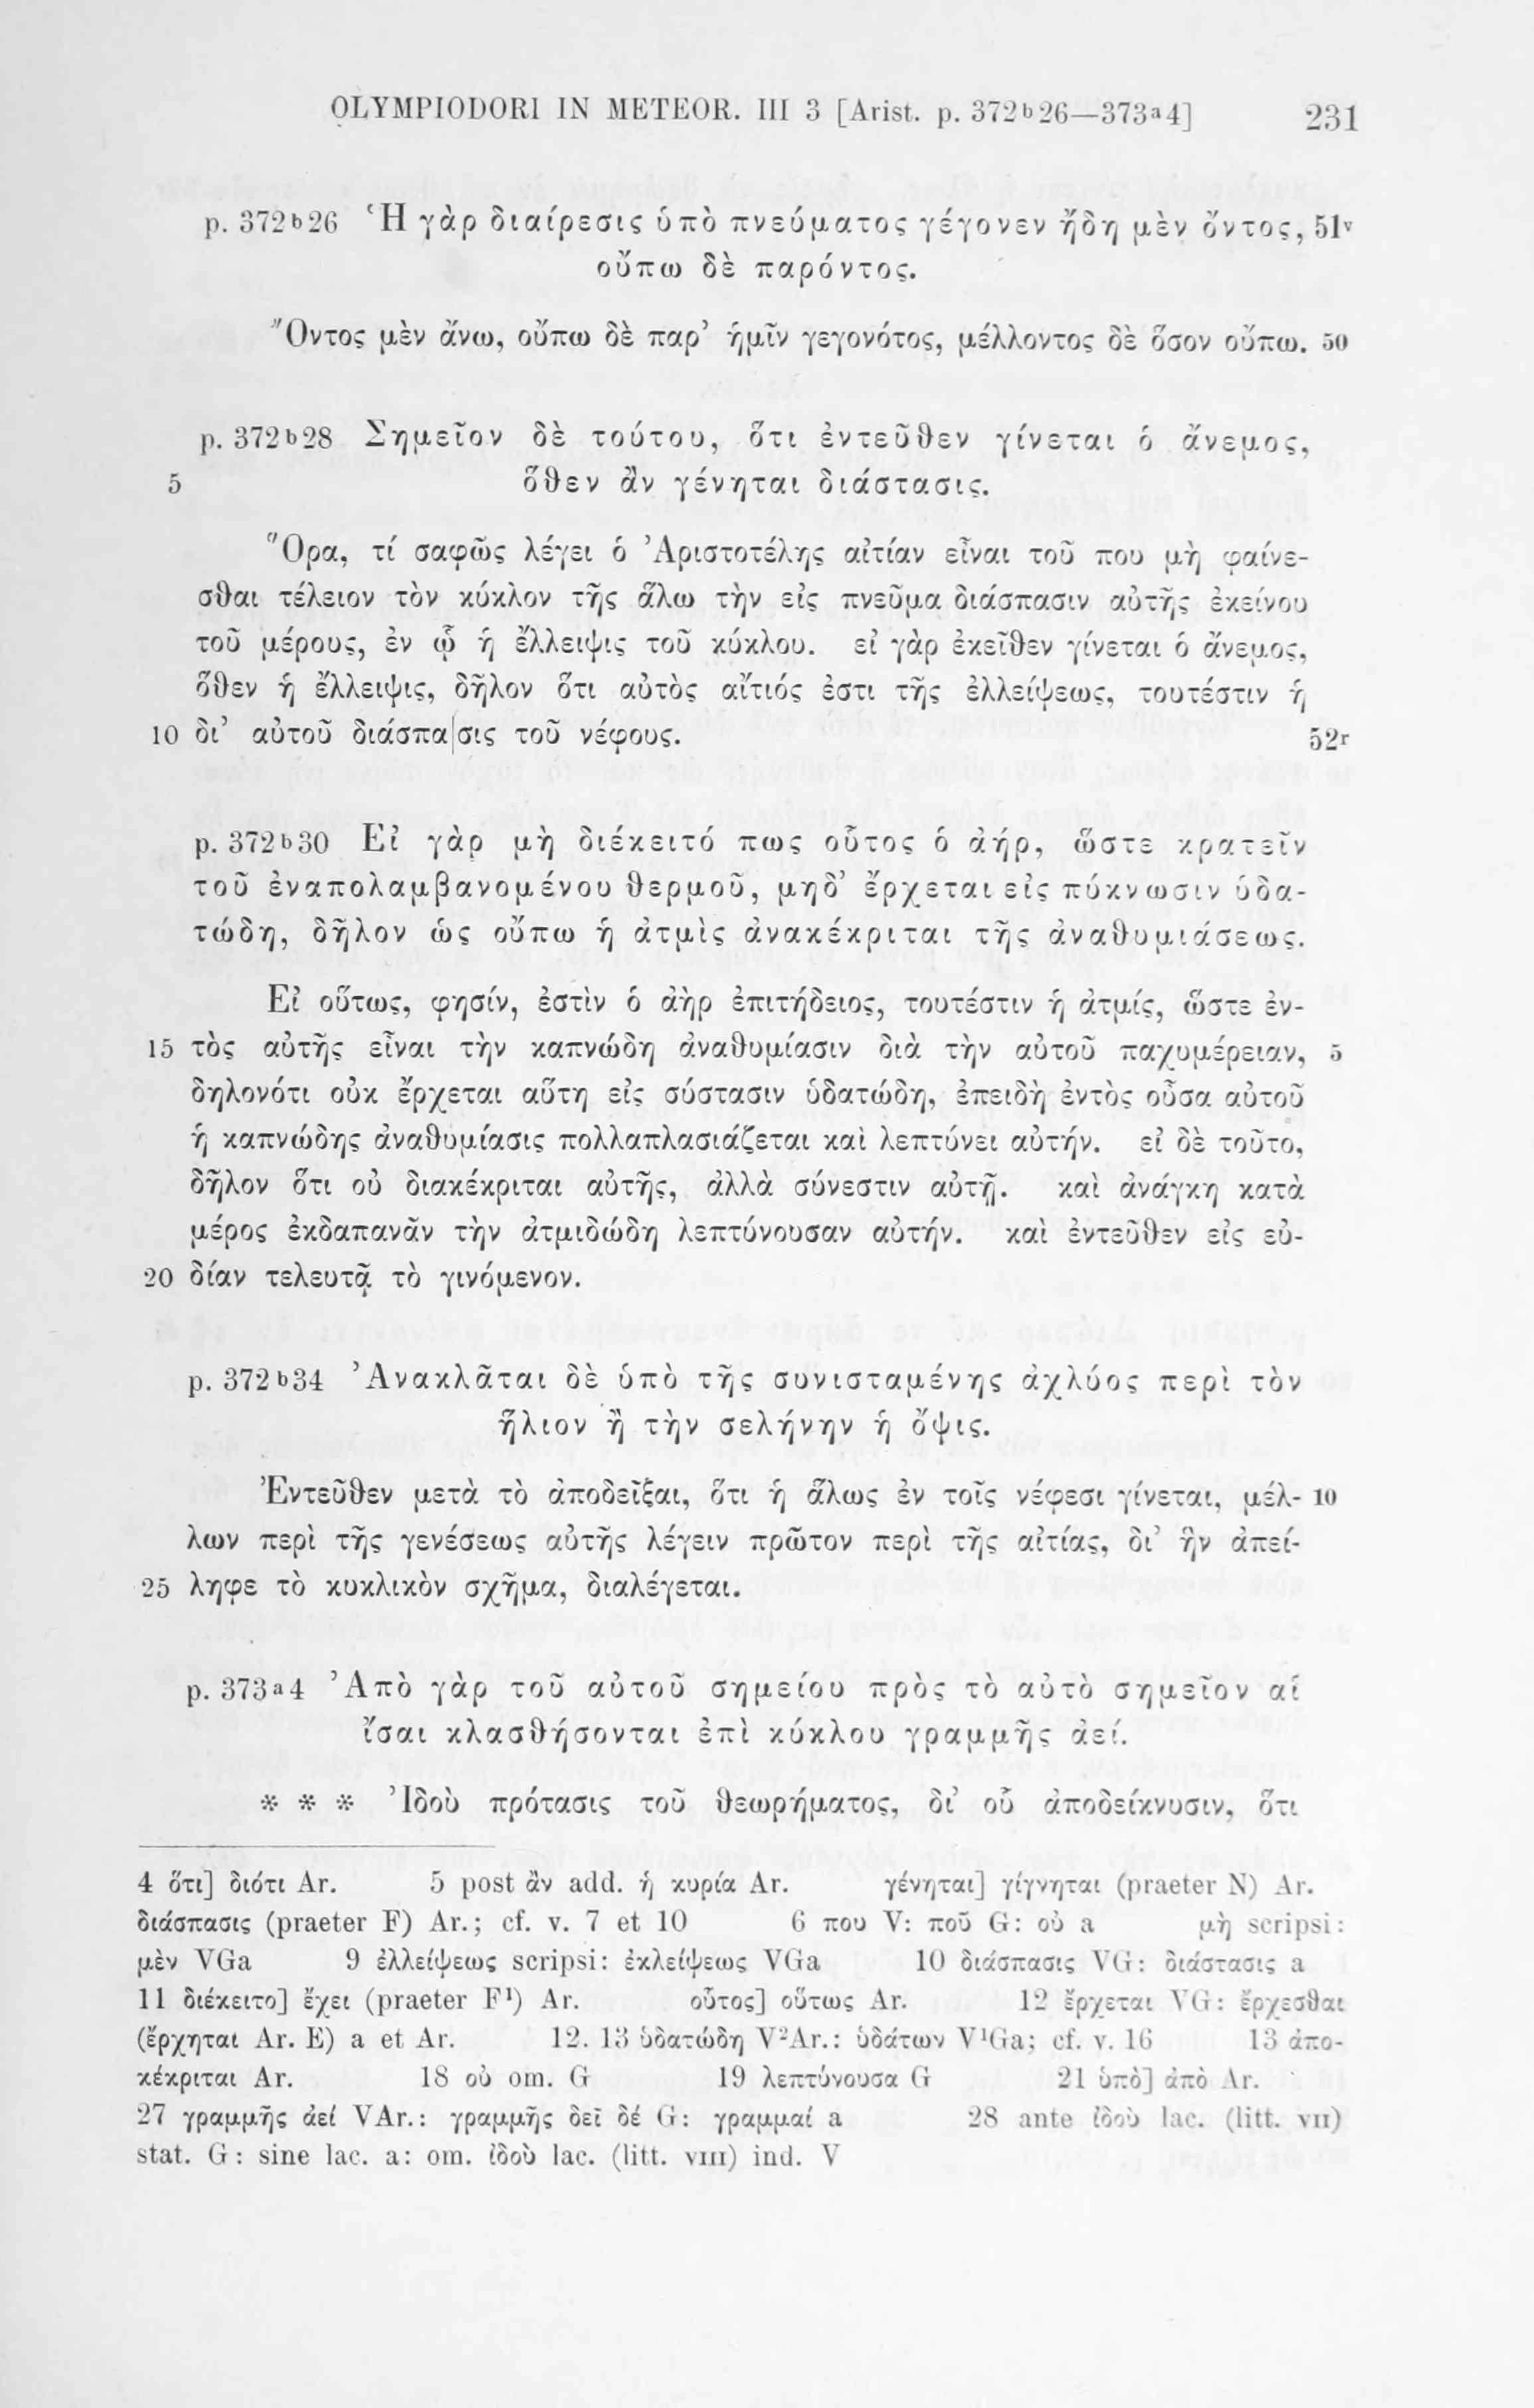 OLYMPIODORI IN METEOR. III 3 [Arist. p. 372ᵇ26—373ᵃ4] 231
p. 372ᵇ26 Ἡ γὰρ διαίρεσις ὑπὸ πνεύματος γέγονεν ἤδη μὲν ὄντος, 51ᵛ
οὔπω δὲ παρόντος.
Ὄντος μὲν ἄνω, οὔπω δὲ παρ’ ἡμῖν γεγονότος, μέλλοντος δὲ ὅσον οὔπω. 50
p. 372ᵇ28 Σημεῖον δὲ τούτου, ὅτι ἐντεῦθεν γίνεται ὁ ἄνεμος,
5 ὅθεν ἂν γένηται διάστασις.
Ὅρα, τί σαφῶς λέγει ὁ Ἀριστοτέλης αἰτίαν εἶναι τοῦ που μὴ φαίνε-
σθαι τέλειον τὸν κύκλον τῆς ἅλω τὴν εἰς πνεῦμα διάσπασιν αὐτῆς ἐκείνου
τοῦ μέρους, ἐν ᾧ ἡ ἔλλειψις τοῦ κύκλου. εἰ γὰρ ἐκεῖθεν γίνεται ὁ ἄνεμος,
ὅθεν ἡ ἔλλειψις, δῆλον ὅτι αὐτὸς αἴτιός ἐστι τῆς ἐλλείψεως, τουτέστιν ἡ
10 δι’ αὐτοῦ διάσπα|σις τοῦ νέφους. 52ʳ
p. 372ᵇ30 Εἰ γὰρ μὴ διέκειτό πως οὗτος ὁ ἀήρ, ὥστε κρατεῖν
τοῦ ἐναπολαμβανομένου θερμοῦ, μηδ’ ἔρχεται εἰς πύκνωσιν ὑδα-
τώδη, δῆλον ὡς οὔπω ἡ ἀτμὶς ἀνακέκριται τῆς ἀναθυμιάσεως.
Εἰ οὕτως, φησίν, ἐστὶν ὁ ἀὴρ ἐπιτήδειος, τουτέστιν ἡ ἀτμίς, ὥστε ἐν-
15 τὸς αὐτῆς εἶναι τὴν καπνώδη ἀναθυμίασιν διὰ τὴν αὐτοῦ παχυμέρειαν, 5
δηλονότι οὐκ ἔρχεται αὕτη εἰς σύστασιν ὑδατώδη, ἐπειδὴ ἐντὸς οὖσα αὐτοῦ
ἡ καπνώδης ἀναθυμίασις πολλαπλασιάζεται καὶ λεπτύνει αὐτήν. εἰ δὲ τοῦτο,
δῆλον ὅτι οὐ διακέκριται αὐτῆς, ἀλλὰ σύνεστιν αὐτῇ. καὶ ἀνάγκη κατὰ
μέρος ἐκδαπανᾶν τὴν ἀτμιδώδη λεπτύνουσαν αὐτήν. καὶ ἐντεῦθεν εἰς εὐ-
20 δίαν τελευτᾷ τὸ γινόμενον.
p. 372ᵇ34 Ἀνακλᾶται δὲ ὑπὸ τῆς συνισταμένης ἀχλύος περὶ τὸν
ἥλιον ἢ τὴν σελήνην ἡ ὄψις.
Ἐντεῦθεν μετὰ τὸ ἀποδεῖξαι, ὅτι ἡ ἅλως ἐν τοῖς νέφεσι γίνεται, μέλ- 10
λων περὶ τῆς γενέσεως αὐτῆς λέγειν πρῶτον περὶ τῆς αἰτίας, δι’ ἣν ἀπεί-
25 ληφε τὸ κυκλικὸν σχῆμα, διαλέγεται.
p. 373ᵃ4 Ἀπὸ γὰρ τοῦ αὐτοῦ σημείου πρὸς τὸ αὐτὸ σημεῖον αἱ
ἴσαι κλασθήσονται ἐπὶ κύκλου γραμμῆς ἀεί.
* * * Ἰδοὺ πρότασις τοῦ θεωρήματος, δι’ οὗ ἀποδείκνυσιν, ὅτι
4 ὅτι] διότι Ar. 5 post ἂν add. ἡ κυρία Ar. γένηται] γίγνηται (praeter N) Ar.
διάσπασις (praeter F) Ar.; cf. v. 7 et 10 6 που V: ποῦ G: οὐ a μὴ scripsi:
μὲν VGa 9 ἐλλείψεως scripsi: ἐκλείψεως VGa 10 διάσπασις VG: διάστασις a
11 διέκειτο] ἔχει (praeter F¹) Ar. οὗτος] οὕτως Ar. 12 ἔρχεται VG: ἔρχεσθαι
(ἔρχηται Ar. E) a et Ar. 12. 13 ὑδατώδη V²Ar.: ὑδάτων V¹Ga; cf. v. 16 13 ἀπο-
κέκριται Ar. 18 οὐ om. G 19 λεπτύνουσα G 21 ὑπὸ] ἀπὸ Ar.
27 γραμμῆς ἀεί VAr.: γραμμῆς δεῖ δέ G: γραμμαί a 28 ante ἰδοὺ lac. (litt. VII)
stat. G: sine lac. a: om. ἰδοὺ lac. (litt. VIII) ind. V